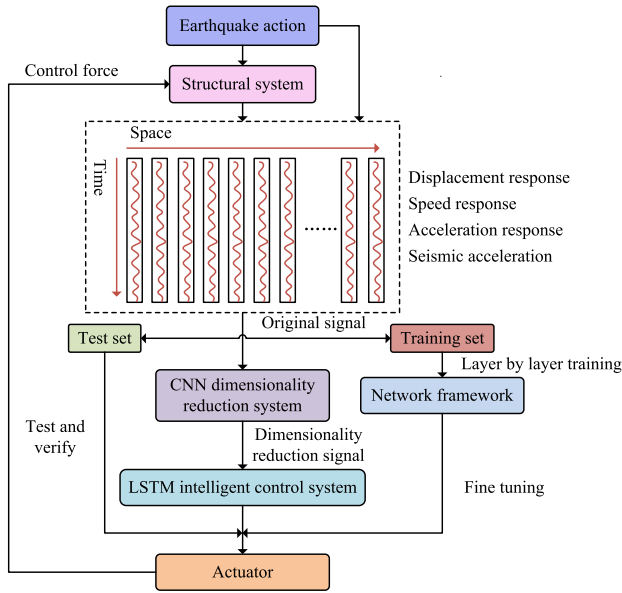 Earthquake action
Control force
Structural system
Space
Time
Displacement response
Speed response
Acceleration response
Seismic acceleration
Original signal
Test set
Training set
Layer by layer training
CNN dimensionality
reduction system
Network framework
Test and
verify
Dimensionality
reduction signal
LSTM intelligent control system
Fine tuning
Actuator